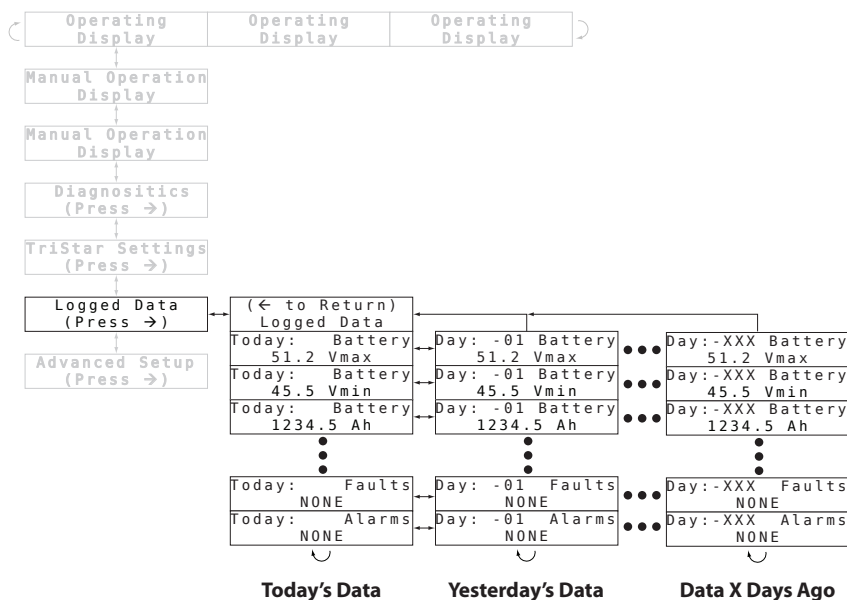 Operating Operating Operating
Display Display Display
Manual Operation
Display
Manual Operation
Display
Diagnositics
(Press →)
TriStar Settings
(Press →)
Logged Data
(Press →)
(← to Return)
Logged Data
Today: Battery Day: -01 Battery Day:-XXX Battery
51.2 Vmax 51.2 Vmax 51.2 Vmax
Advanced Setup
(Press →)
Today: Battery Day: -01 Battery Day:-XXX Battery
45.5 Vmin 45.5 Vmin 45.5 Vmin
Today: Battery Day: -01 Battery Day:-XXX Battery
1234.5 Ah 1234.5 Ah 1234.5 Ah
Today: Faults Day: -01 Faults Day:-XXX Faults
NONE NONE NONE
Today: Alarms Day: -01 Alarms Day:-XXX Alarms
NONE NONE NONE
Today's Data Yesterday's Data Data X Days Ago